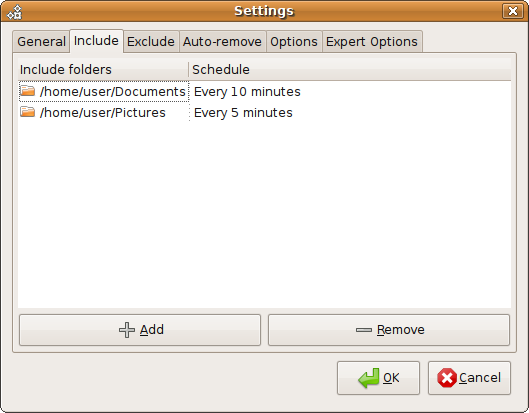 Settings
General Include Exclude Auto-remove Options Expert Options
Include folders Schedule
/home/user/Documents Every 10 minutes
/home/user/Pictures Every 5 minutes
Add Remove
OK Cancel